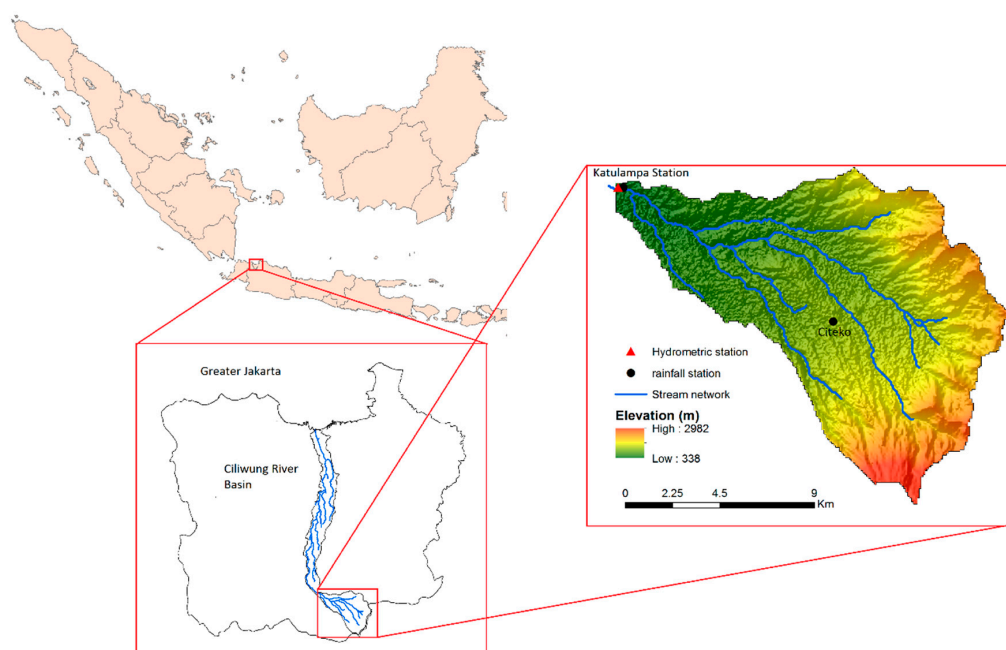 Greater Jakarta
Ciliwung River
Basin
Katulampa Station
Citeko
Hydrometric station
rainfall station
Stream network
Elevation (m)
High : 2982
Low : 338
0 2.25 4.5 9
Km